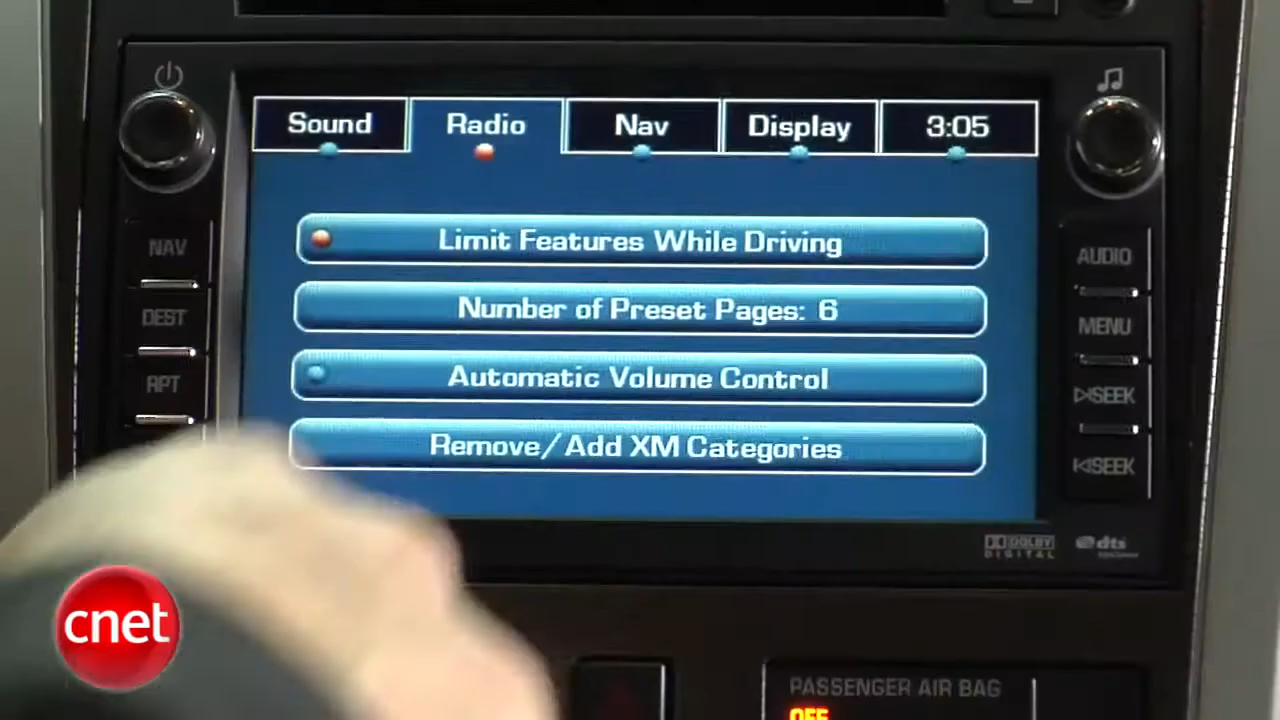 Sound Radio Nav Display 3:05
Limit Features While Driving
Number of Preset Pages: 6
Automatic Volume Control
Remove/Add XM Categories
NAV
DEST
RPT
AUDIO
MENU
SEEK
SEEK
DOLBY
DIGITAL
dts
cnet
PASSENGER AIR BAG
OFF